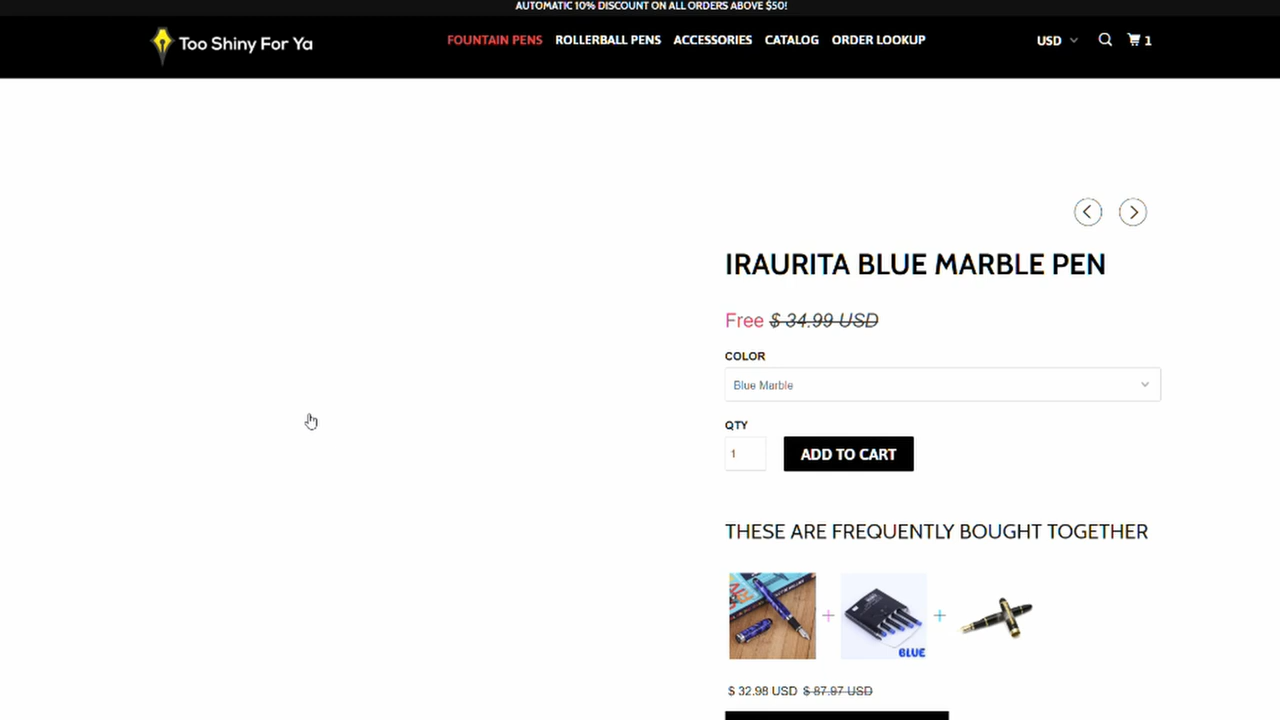 AUTOMATIC 10% DISCOUNT ON ALL ORDERS ABOVE $50!
Too Shiny For Ya
FOUNTAIN PENS ROLLERBALL PENS ACCESSORIES CATALOG ORDER LOOKUP
USD 1
IRAURITA BLUE MARBLE PEN
Free $ 34.99 USD
COLOR
Blue Marble
QTY
1 ADD TO CART
THESE ARE FREQUENTLY BOUGHT TOGETHER
BLUE
$ 32.98 USD $ 87.97 USD